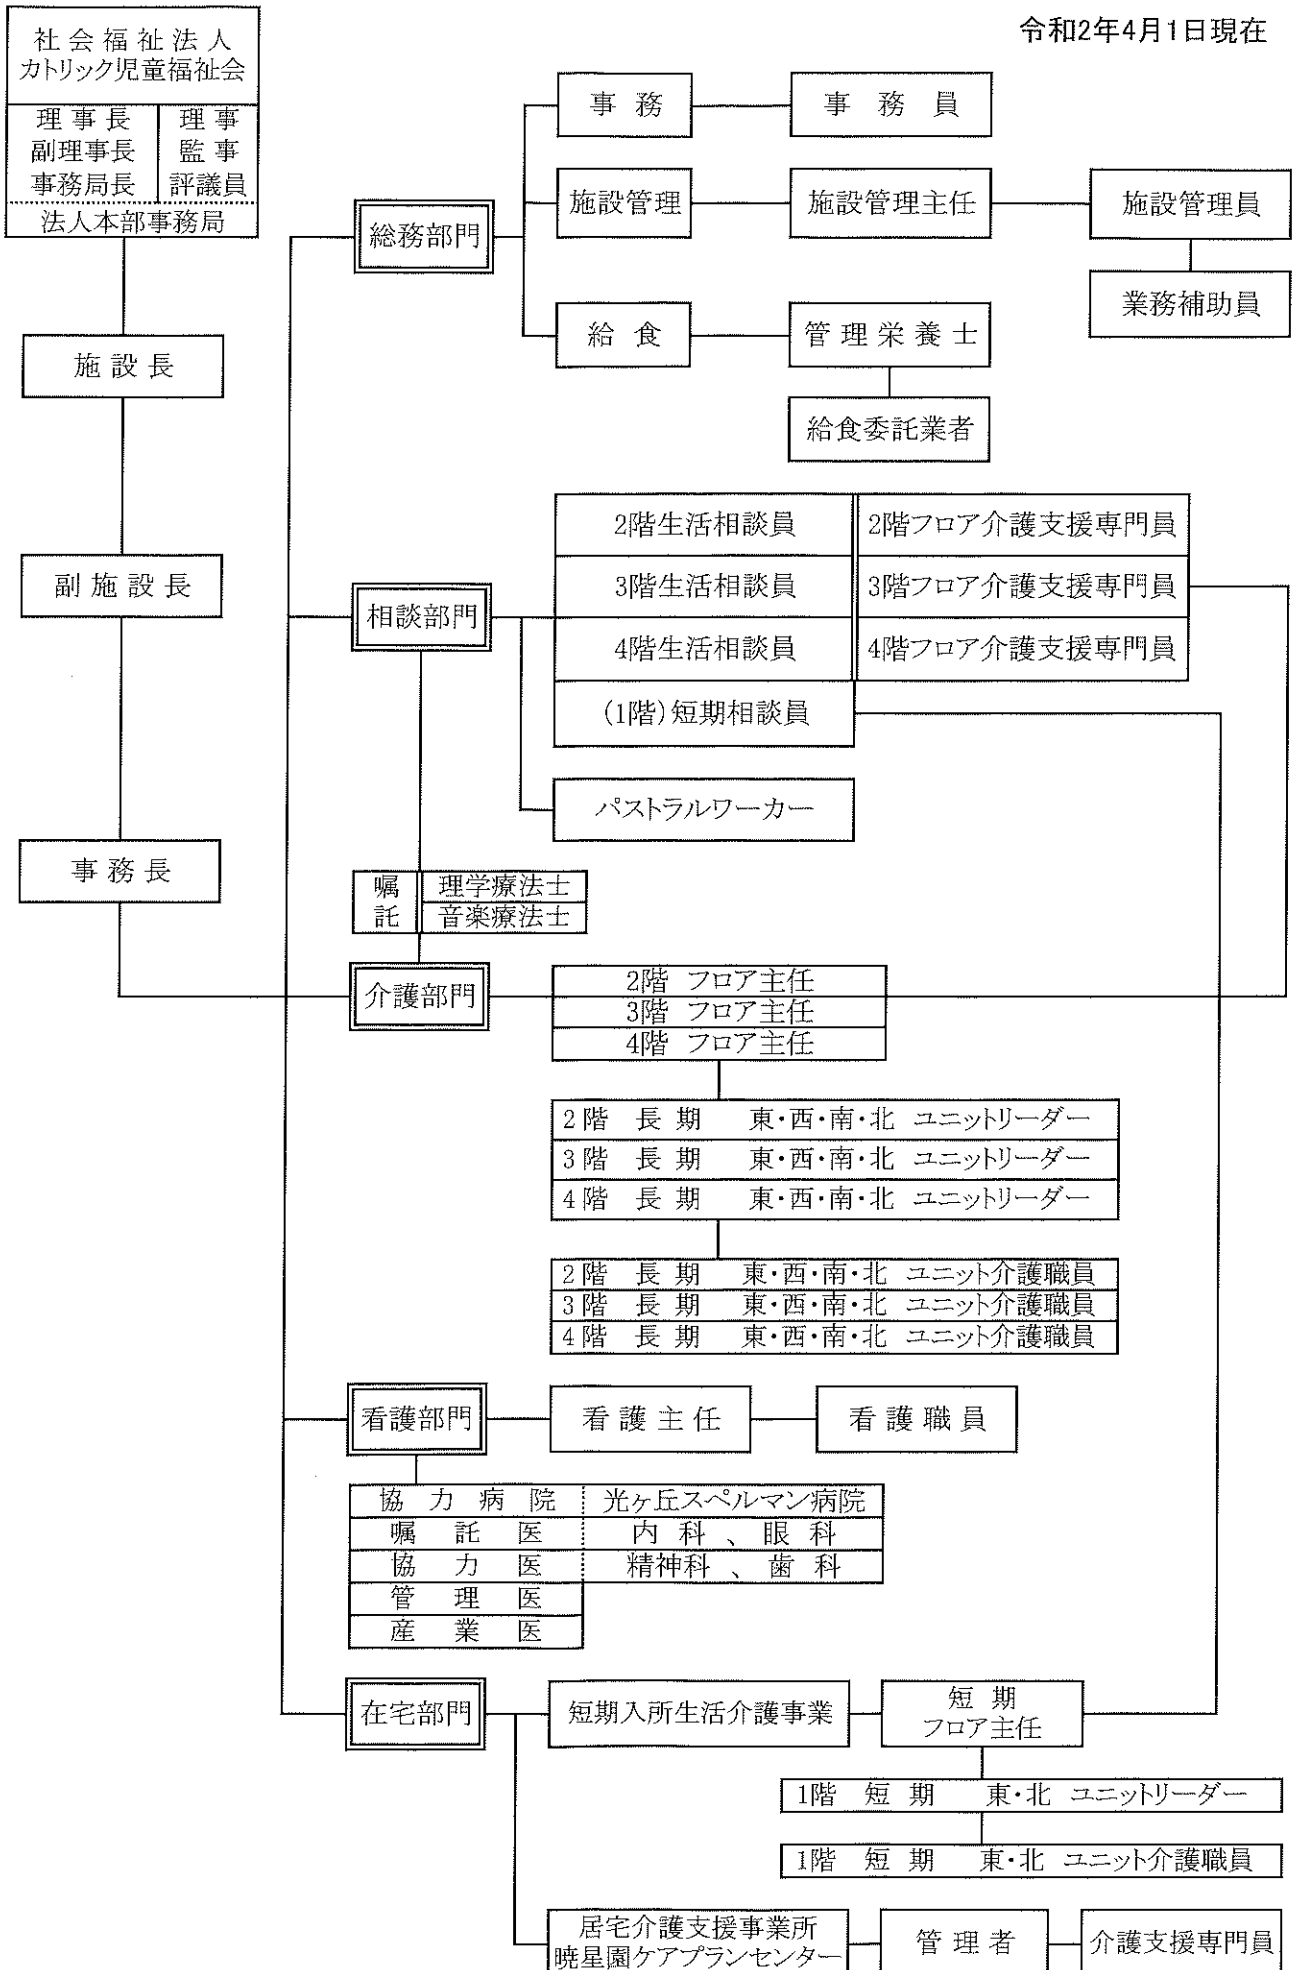 令和2年4月1日現在
社会福祉法人
カトリック児童福祉会
理事長 理事
副理事長 監事
事務局長 評議員
法人本部事務局
施設長
副施設長
事務長
総務部門
事務 事務員
施設管理 施設管理主任 施設管理員
業務補助員
給食 管理栄養士
給食委託業者
相談部門
2階生活相談員 2階フロア介護支援専門員
3階生活相談員 3階フロア介護支援専門員
4階生活相談員 4階フロア介護支援専門員
(1階)短期相談員
パストラルワーカー
嘱託 理学療法士
音楽療法士
介護部門
2階 フロア主任
3階 フロア主任
4階 フロア主任
2階 長期 東・西・南・北 ユニットリーダー
3階 長期 東・西・南・北 ユニットリーダー
4階 長期 東・西・南・北 ユニットリーダー
2階 長期 東・西・南・北 ユニット介護職員
3階 長期 東・西・南・北 ユニット介護職員
4階 長期 東・西・南・北 ユニット介護職員
看護部門 看護主任 看護職員
協力病院 光ヶ丘スペルマン病院
嘱託医 内科、眼科
協力医 精神科、歯科
管理医
産業医
在宅部門 短期入所生活介護事業 短期
フロア主任
1階 短期 東・北 ユニットリーダー
1階 短期 東・北 ユニット介護職員
居宅介護支援事業所
暁星園ケアプランセンター 管理者 介護支援専門員